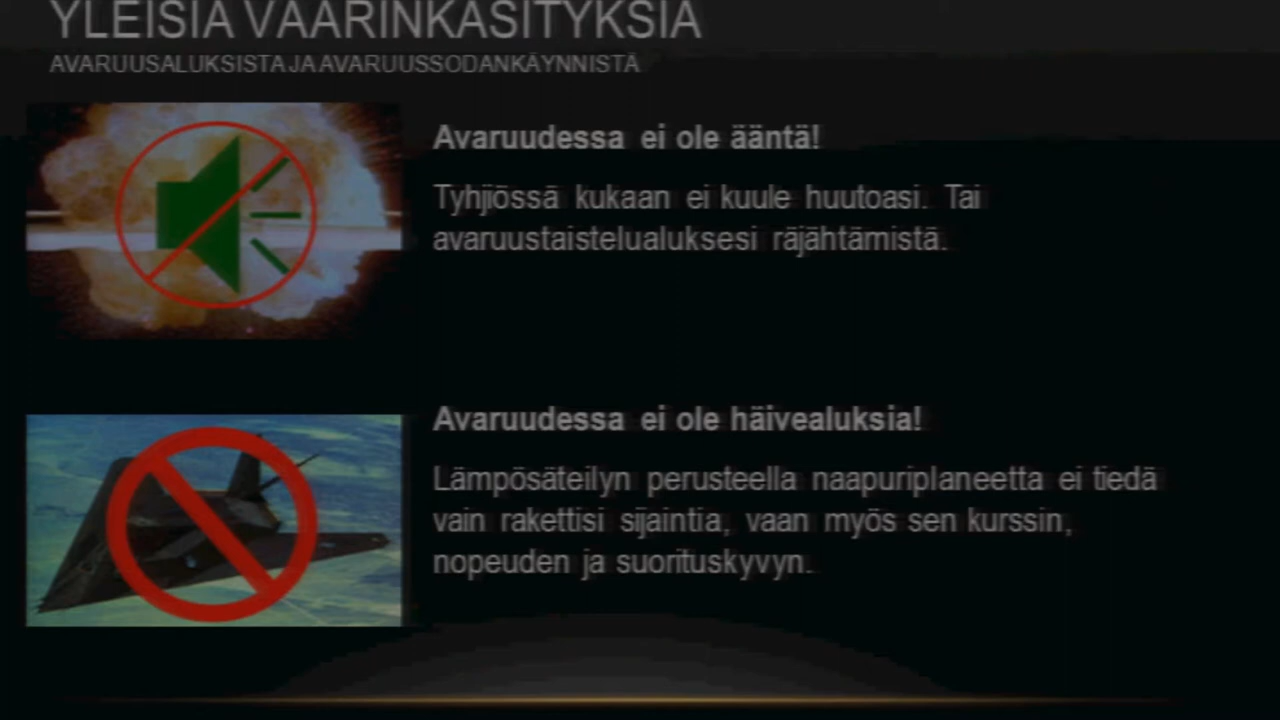 YLEISIÄ VÄÄRINKÄSITYKSIÄ
AVARUUSALUKSISTA JA AVARUUSSODANKÄYNNISTÄ
Avaruudessa ei ole ääntä!
Tyhjiössä kukaan ei kuule huutoasi. Tai
avaruustaistelualuksesi räjähtämistä.
Avaruudessa ei ole häivealuksia!
Lämpösäteilyn perusteella naapuriplaneetta ei tiedä
vain rakettisi sijaintia, vaan myös sen kurssin,
nopeuden ja suorituskyvyn.